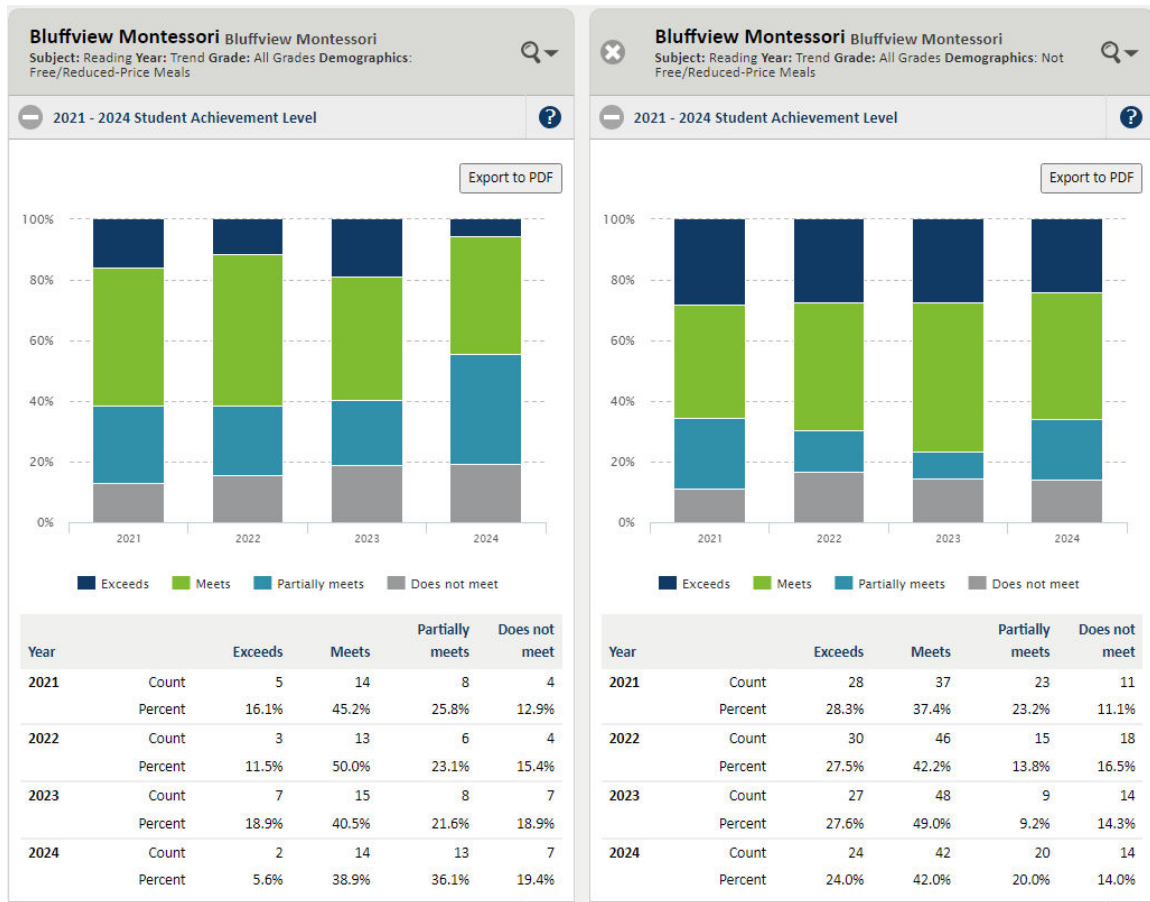 Bluffview Montessori Bluffview Montessori
Subject: Reading Year: Trend Grade: All Grades Demographics:
Free/Reduced-Price Meals
2021 - 2024 Student Achievement Level
?
Export to PDF
100%
80%
60%
40%
20%
0%
2021 2022 2023 2024
Exceeds Meets Partially meets Does not meet
Year Exceeds Meets Partially meets Does not meet
2021 Count 5 14 8 4
Percent 16.1% 45.2% 25.8% 12.9%
2022 Count 3 13 6 4
Percent 11.5% 50.0% 23.1% 15.4%
2023 Count 7 15 8 7
Percent 18.9% 40.5% 21.6% 18.9%
2024 Count 2 14 13 7
Percent 5.6% 38.9% 36.1% 19.4%
Bluffview Montessori Bluffview Montessori
Subject: Reading Year: Trend Grade: All Grades Demographics: Not
Free/Reduced-Price Meals
2021 - 2024 Student Achievement Level
?
Export to PDF
100%
80%
60%
40%
20%
0%
2021 2022 2023 2024
Exceeds Meets Partially meets Does not meet
Year Exceeds Meets Partially meets Does not meet
2021 Count 28 37 23 11
Percent 28.3% 37.4% 23.2% 11.1%
2022 Count 30 46 15 18
Percent 27.5% 42.2% 13.8% 16.5%
2023 Count 27 48 9 14
Percent 27.6% 49.0% 9.2% 14.3%
2024 Count 24 42 20 14
Percent 24.0% 42.0% 20.0% 14.0%